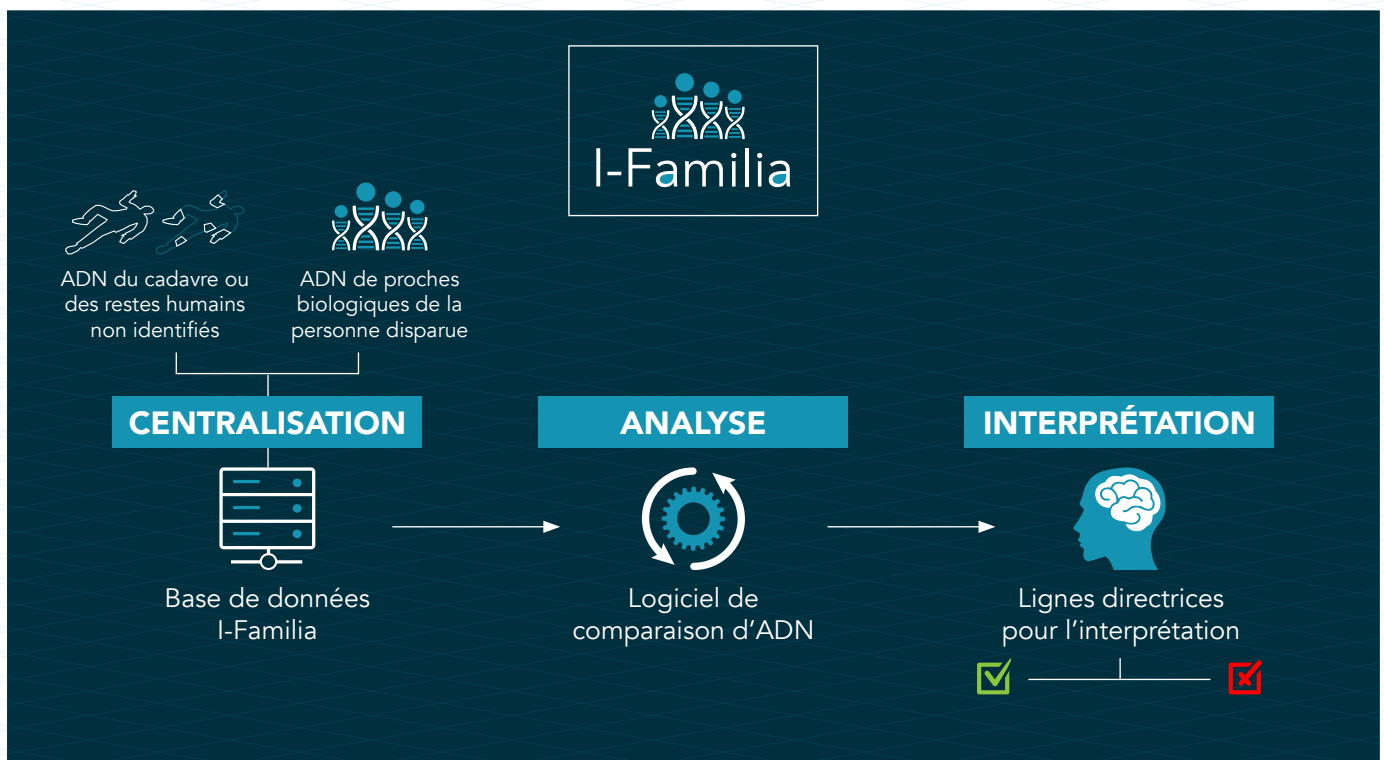 I-Familia
ADN du cadavre ou
des restes humains
non identifiés
ADN de proches
biologiques de la
personne disparue
CENTRALISATION
Base de données
I-Familia
ANALYSE
Logiciel de
comparaison d’ADN
INTERPRÉTATION
Lignes directrices
pour l’interprétation